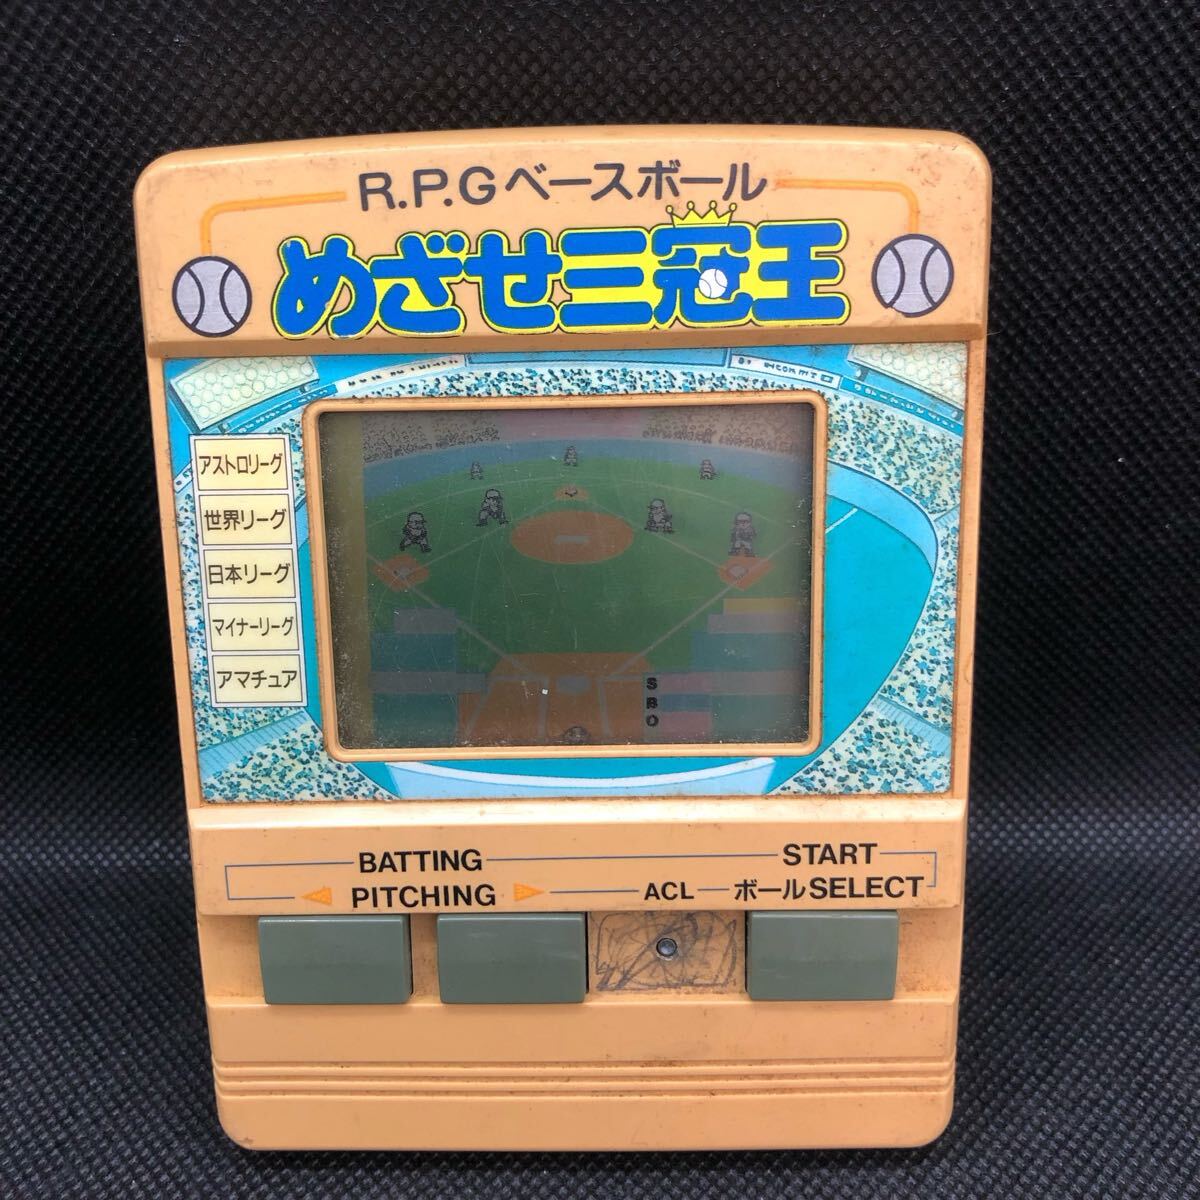 R.P.G ベースボール
めざせ三冠王
アストロリーグ
世界リーグ
日本リーグ
マイナーリーグ
アマチュア
S
B
O
BATTING START
PITCHING ACL ボールSELECT